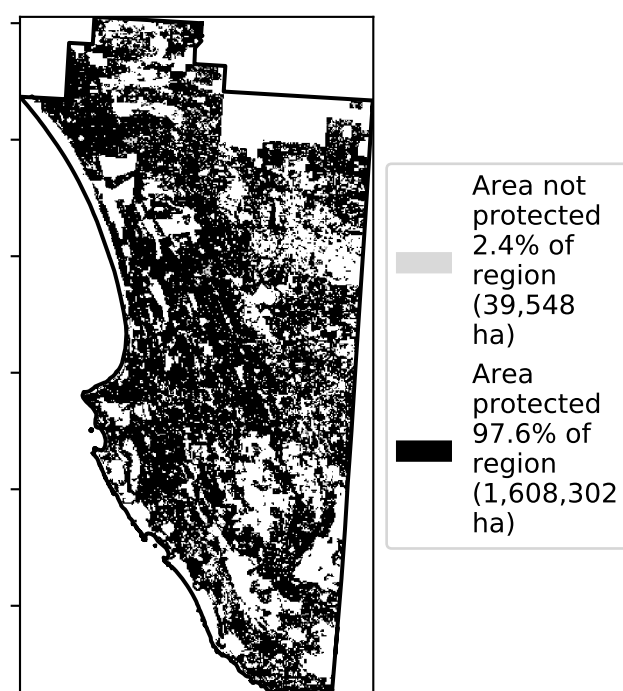 Area not
protected
2.4% of
region
(39,548
ha)
Area
protected
97.6% of
region
(1,608,302
ha)